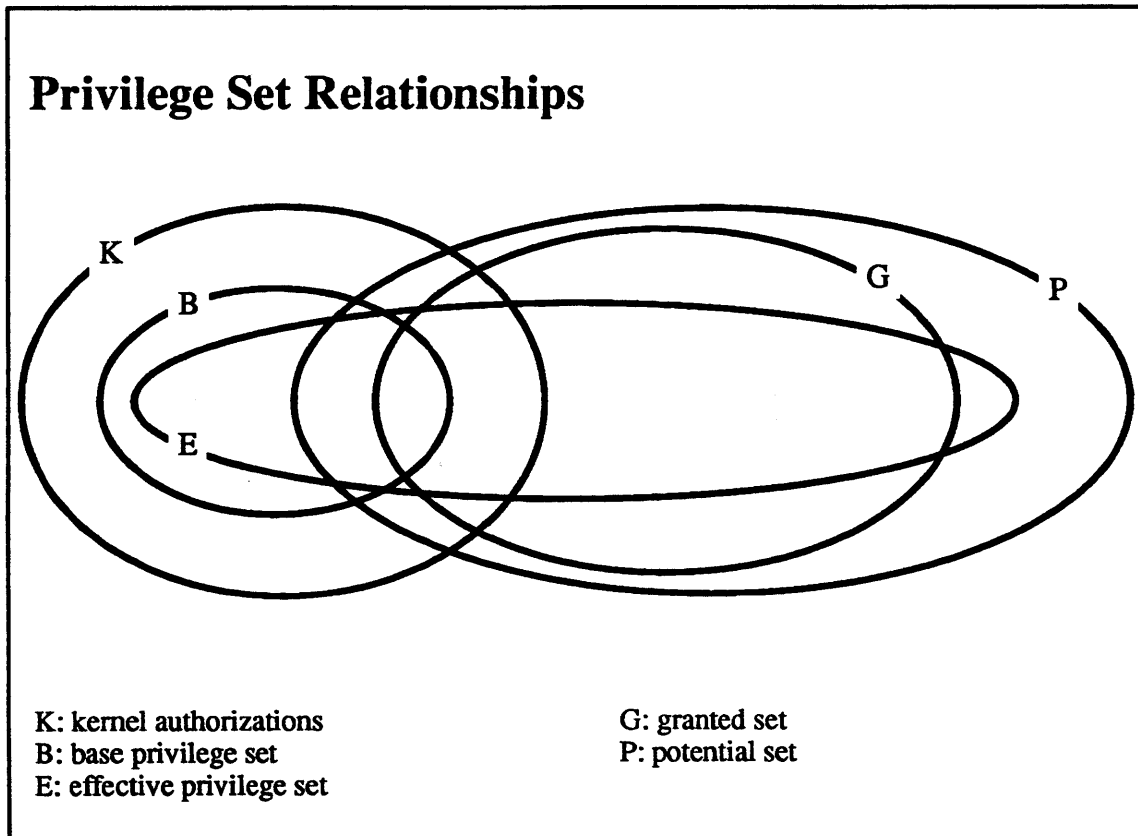 Privilege Set Relationships
K
B
G
P
E
K: kernel authorizations
B: base privilege set
E: effective privilege set
G: granted set
P: potential set